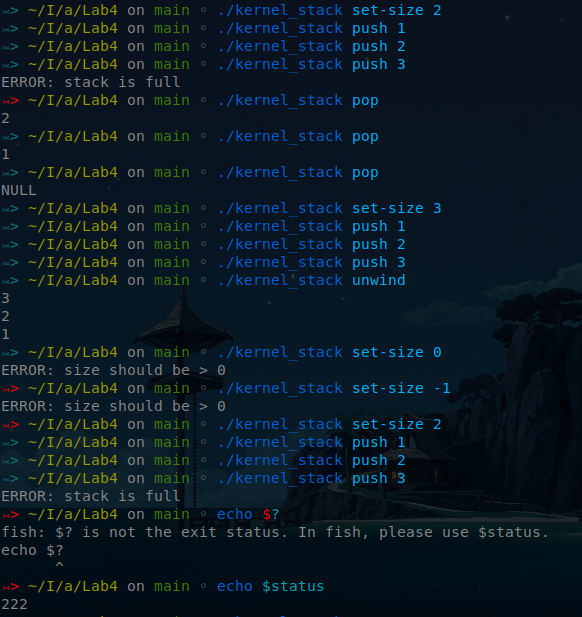 ↣> ~/I/a/Lab4 on main ◦ ./kernel_stack set-size 2
↣> ~/I/a/Lab4 on main ◦ ./kernel_stack push 1
↣> ~/I/a/Lab4 on main ◦ ./kernel_stack push 2
↣> ~/I/a/Lab4 on main ◦ ./kernel_stack push 3
ERROR: stack is full
↣> ~/I/a/Lab4 on main ◦ ./kernel_stack pop
2
↣> ~/I/a/Lab4 on main ◦ ./kernel_stack pop
1
↣> ~/I/a/Lab4 on main ◦ ./kernel_stack pop
NULL
↣> ~/I/a/Lab4 on main ◦ ./kernel_stack set-size 3
↣> ~/I/a/Lab4 on main ◦ ./kernel_stack push 1
↣> ~/I/a/Lab4 on main ◦ ./kernel_stack push 2
↣> ~/I/a/Lab4 on main ◦ ./kernel_stack push 3
↣> ~/I/a/Lab4 on main ◦ ./kernel_stack unwind
3
2
1
↣> ~/I/a/Lab4 on main ◦ ./kernel_stack set-size 0
ERROR: size should be > 0
↣> ~/I/a/Lab4 on main ◦ ./kernel_stack set-size -1
ERROR: size should be > 0
↣> ~/I/a/Lab4 on main ◦ ./kernel_stack set-size 2
↣> ~/I/a/Lab4 on main ◦ ./kernel_stack push 1
↣> ~/I/a/Lab4 on main ◦ ./kernel_stack push 2
↣> ~/I/a/Lab4 on main ◦ ./kernel_stack push 3
ERROR: stack is full
↣> ~/I/a/Lab4 on main ◦ echo $?
fish: $? is not the exit status. In fish, please use $status.
echo $?
      ^
↣> ~/I/a/Lab4 on main ◦ echo $status
222